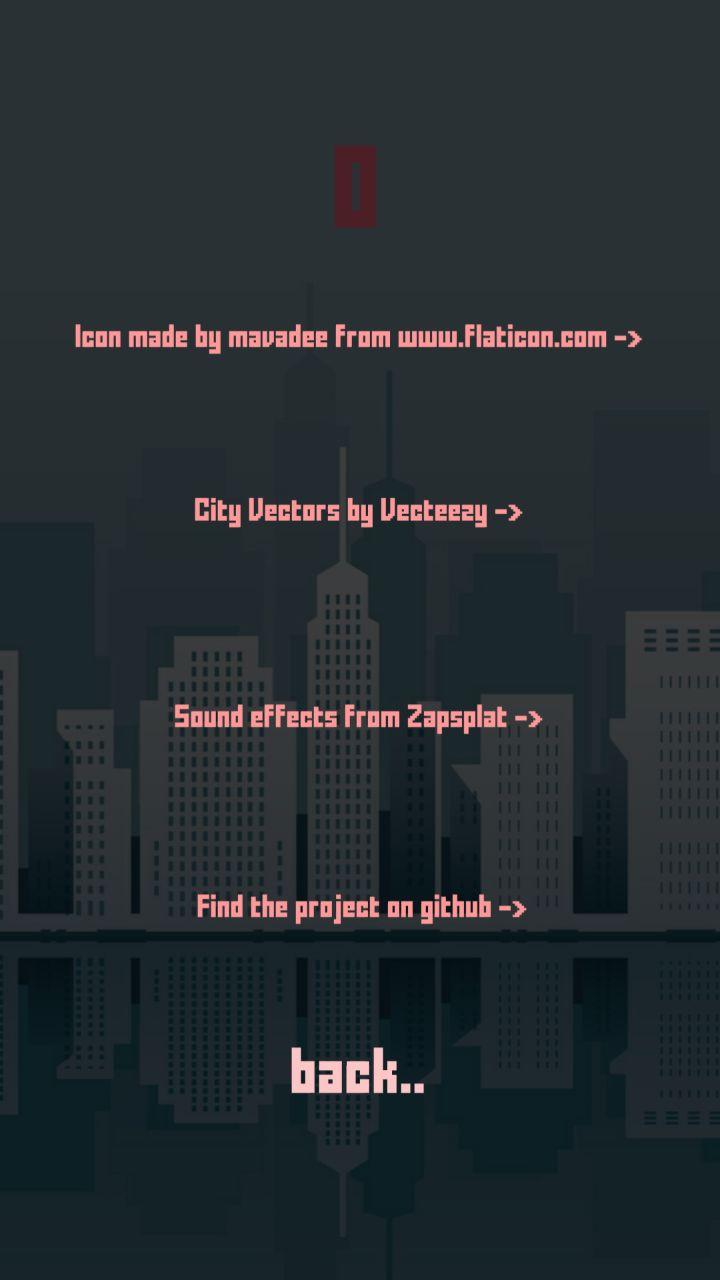 0
Icon made by mavadee from www.flaticon.com ->
City Vectors by Vecteezy ->
Sound effects from Zapsplat ->
Find the project on github ->
back..